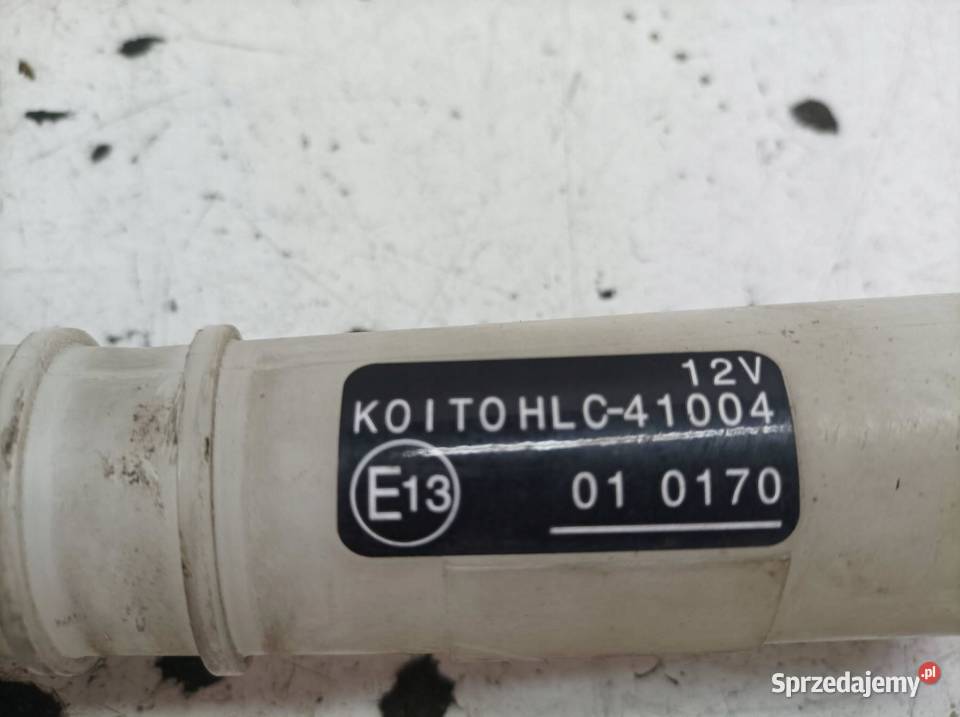 12V
KOITO HLC-41004
E13 01 0170
Sprzedajemy.pl